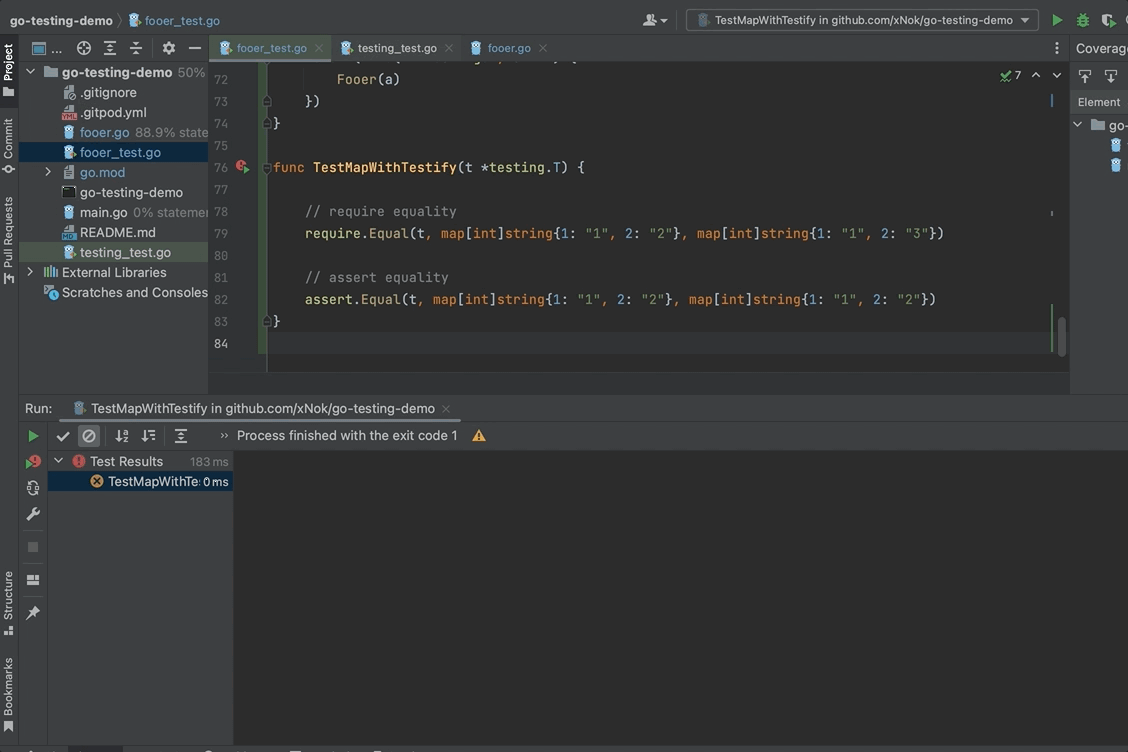 go-testing-demo fooer_test.go
TestMapWithTestify in github.com/xNok/go-testing-demo
Project
Commit
Pull Requests
Structure
Bookmarks
...
go-testing-demo 50%
.gitignore
.gitpod.yml
fooer.go 88.9% state
fooer_test.go
go.mod
go-testing-demo
main.go 0% statemer
README.md
testing_test.go
External Libraries
Scratches and Consoles
fooer_test.go testing_test.go fooer.go
7
72 Fooer(a)
73 })
74 }
75
76 func TestMapWithTestify(t *testing.T) {
77
78 // require equality
79 require.Equal(t, map[int]string{1: "1", 2: "2"}, map[int]string{1: "1", 2: "3"})
80
81 // assert equality
82 assert.Equal(t, map[int]string{1: "1", 2: "2"}, map[int]string{1: "1", 2: "2"})
83 }
84
Coverag
Element
go-
Run: TestMapWithTestify in github.com/xNok/go-testing-demo
Process finished with the exit code 1
Test Results 183 ms
TestMapWithTe: 0 ms